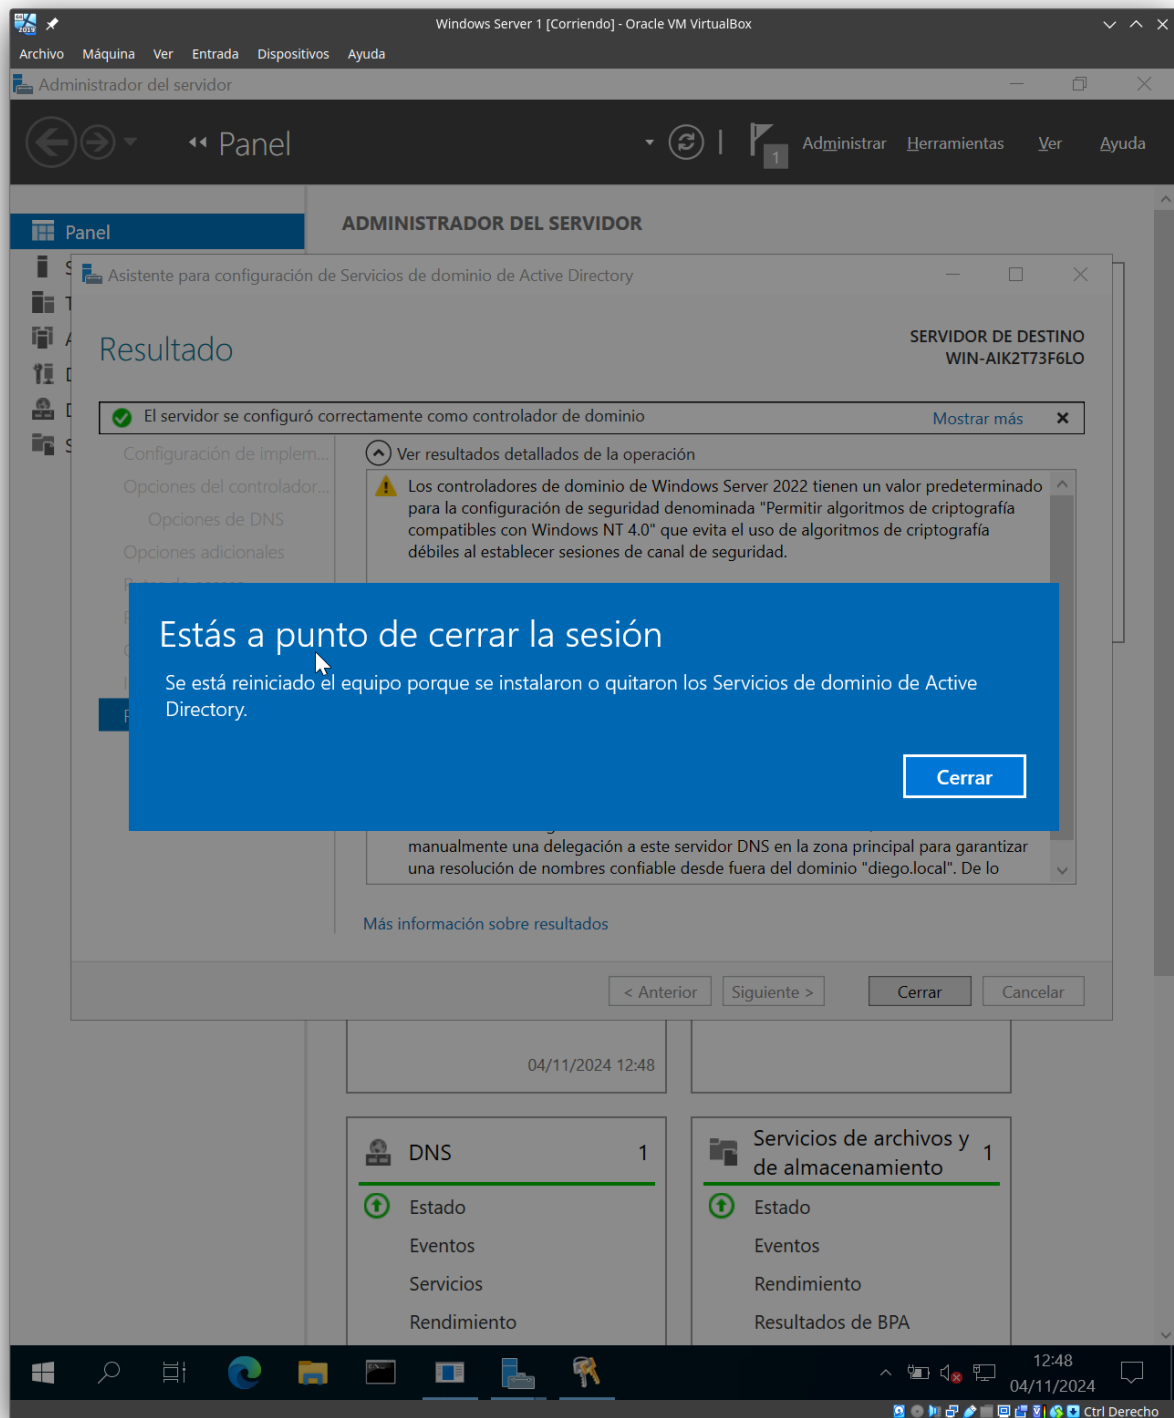 Windows Server 1 [Corriendo] - Oracle VM VirtualBox
Archivo Máquina Ver Entrada Dispositivos Ayuda
Administrador del servidor
Panel
1
Administrar Herramientas Ver Ayuda
Panel
ADMINISTRADOR DEL SERVIDOR
Asistente para configuración de Servicios de dominio de Active Directory
Resultado
SERVIDOR DE DESTINO
WIN-AIK2T73F6LO
El servidor se configuró correctamente como controlador de dominio
Mostrar más
Configuración de implem...
Opciones del controlador...
Opciones de DNS
Opciones adicionales
Ver resultados detallados de la operación
Los controladores de dominio de Windows Server 2022 tienen un valor predeterminado
para la configuración de seguridad denominada "Permitir algoritmos de criptografía
compatibles con Windows NT 4.0" que evita el uso de algoritmos de criptografía
débiles al establecer sesiones de canal de seguridad.
Estás a punto de cerrar la sesión
Se está reiniciado el equipo porque se instalaron o quitaron los Servicios de dominio de Active
Directory.
Cerrar
manualmente una delegación a este servidor DNS en la zona principal para garantizar
una resolución de nombres confiable desde fuera del dominio "diego.local". De lo
Más información sobre resultados
< Anterior
Siguiente >
Cerrar
Cancelar
04/11/2024 12:48
DNS 1
Estado
Eventos
Servicios
Rendimiento
Servicios de archivos y
de almacenamiento 1
Estado
Eventos
Rendimiento
Resultados de BPA
12:48
04/11/2024
Ctrl Derecho